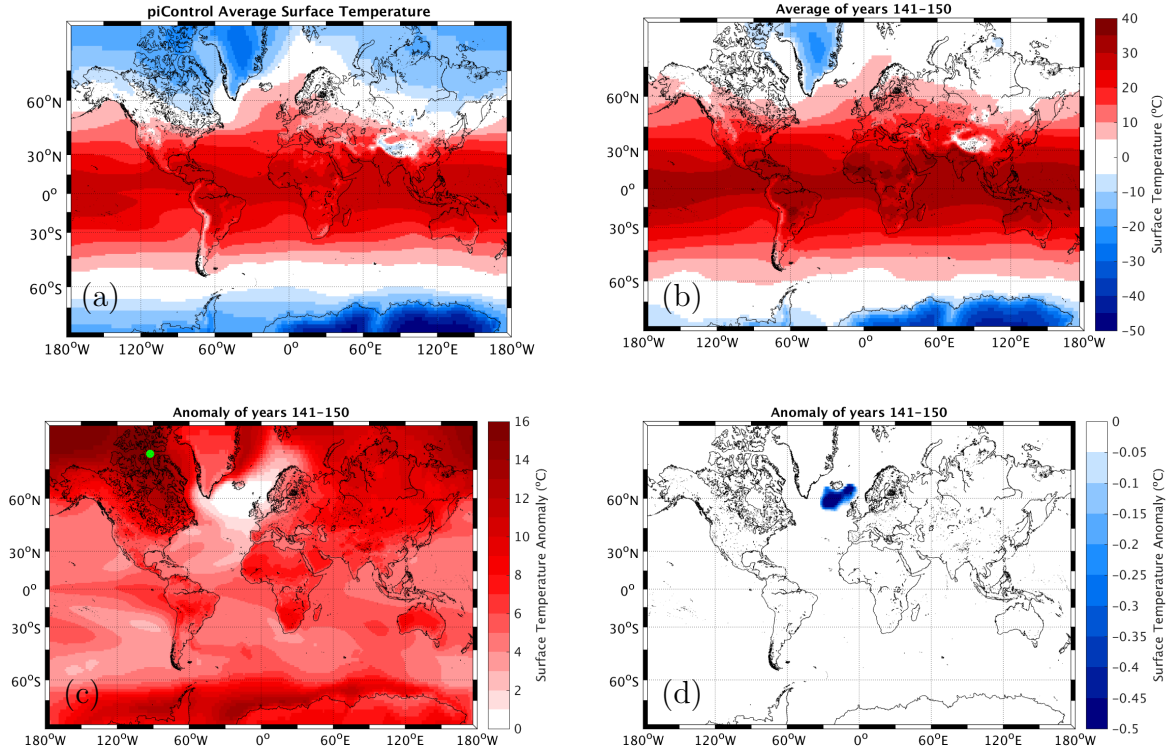 piControl Average Surface Temperature
60°N
30°N
0°
30°S
60°S
(a)
180°W 120°W 60°W 0° 60°E 120°E 180°W
Average of years 141-150
60°N
30°N
0°
30°S
60°S
(b)
180°W 120°W 60°W 0° 60°E 120°E 180°W
40
30
20
10
5
0
-5
-10
-20
-30
-40
-50
Surface Temperature (°C)
Anomaly of years 141-150
60°N
30°N
0°
30°S
60°S
(c)
180°W 120°W 60°W 0° 60°E 120°E 180°W
16
14
12
10
8
6
4
2
0
Surface Temperature Anomaly (°C)
Anomaly of years 141-150
60°N
30°N
0°
30°S
60°S
(d)
180°W 120°W 60°W 0° 60°E 120°E 180°W
0
-0.05
-0.1
-0.15
-0.2
-0.25
-0.3
-0.35
-0.5
-0.45
-0.5
Surface Temperature Anomaly (°C)